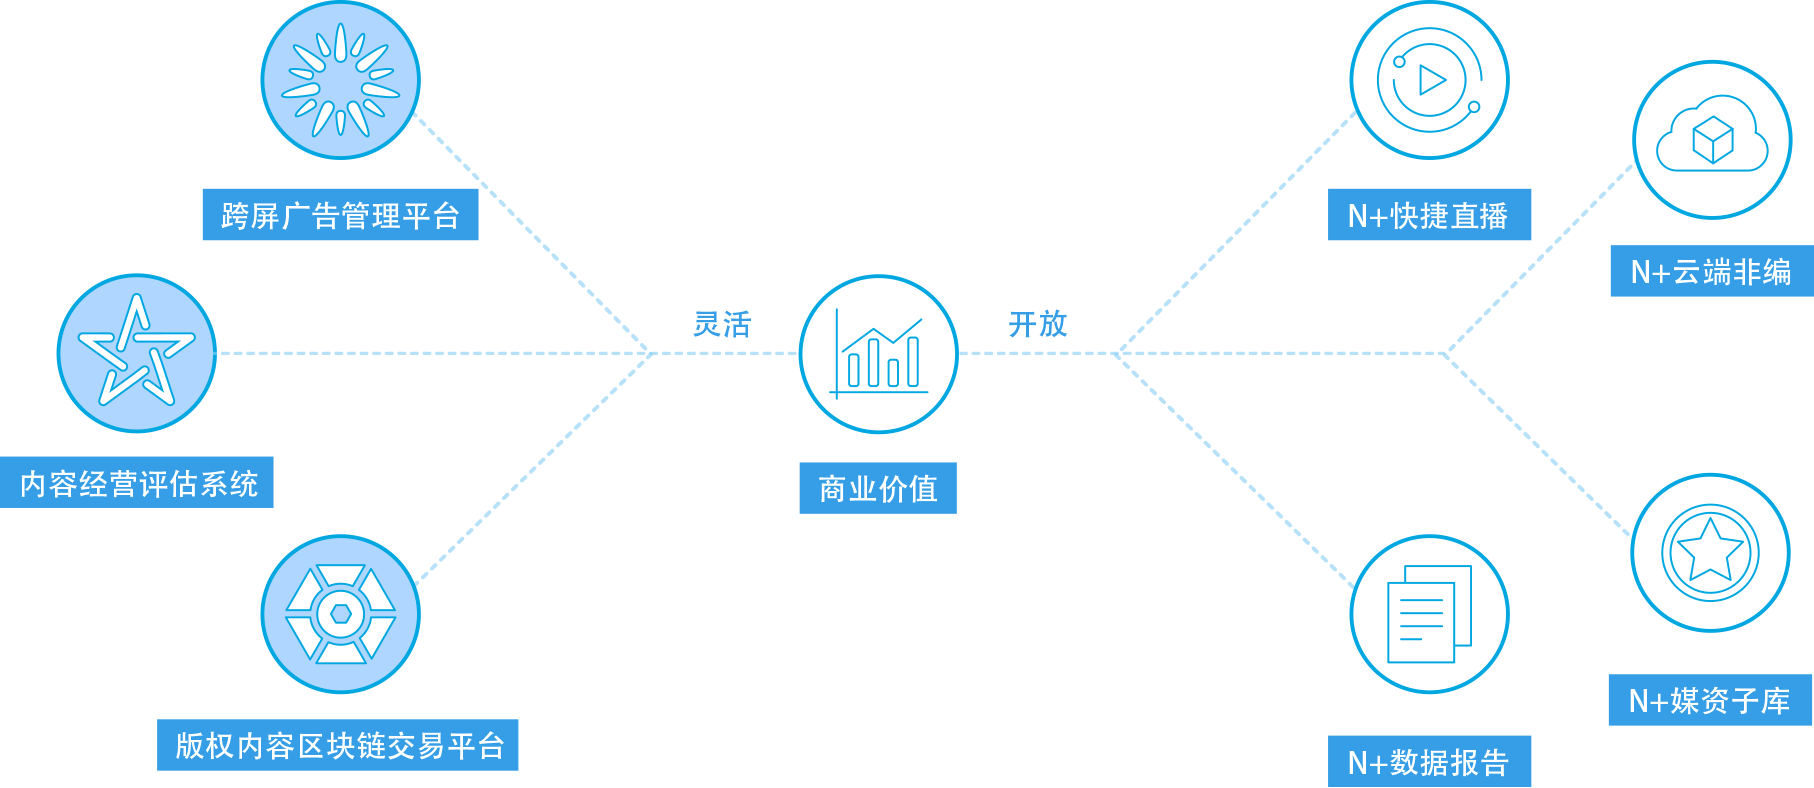 跨屏广告管理平台
N+快捷直播
N+云端非编
灵活
开放
内容经营评估系统
商业价值
N+媒资子库
版权内容区块链交易平台
N+数据报告